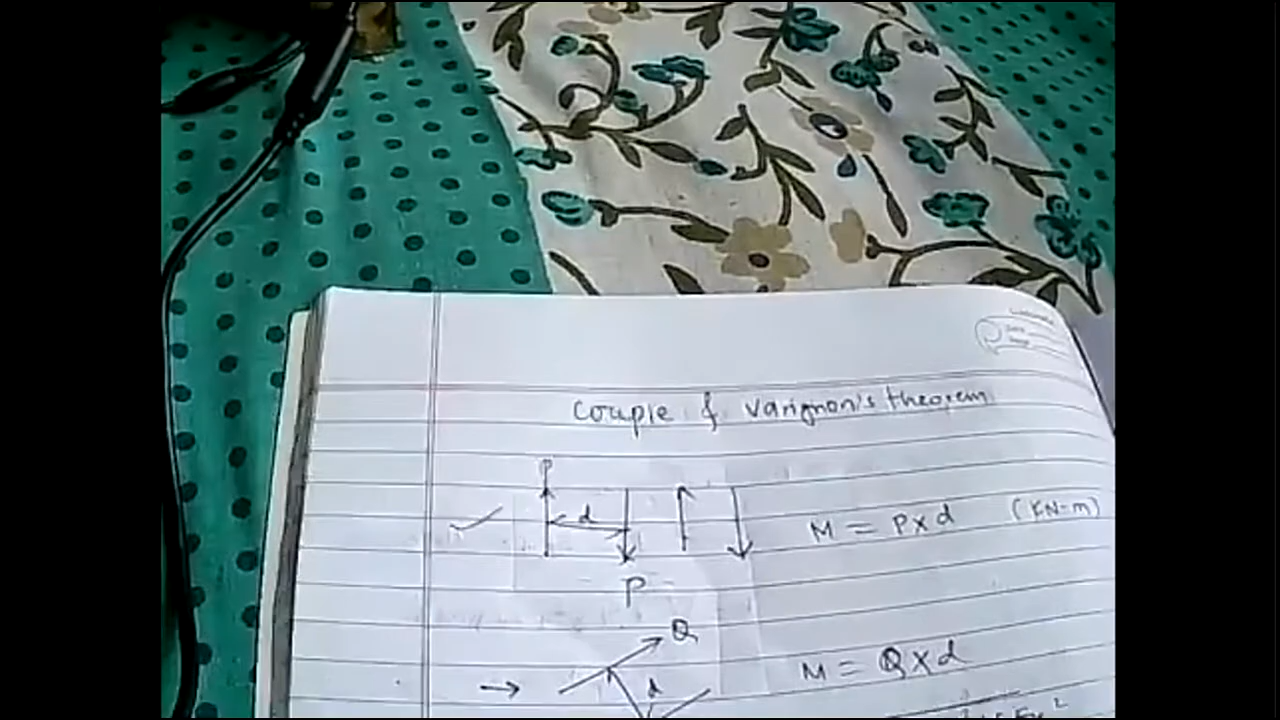 Couple & Varignon's theorem
P
d
M = P x d (KN-m)
P
Q
d
M = Q x d